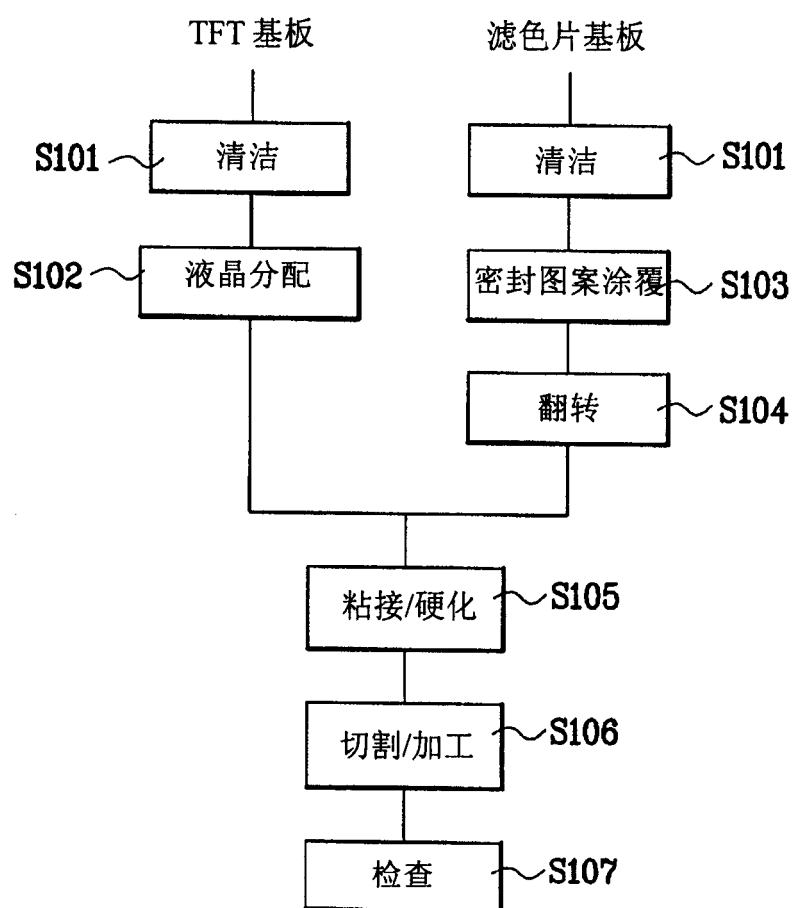 TFT 基板
滤色片基板
S101
清洁
清洁
S101
S102
液晶分配
密封图案涂覆
S103
翻转
S104
粘接/硬化
S105
切割/加工
S106
检查
S107